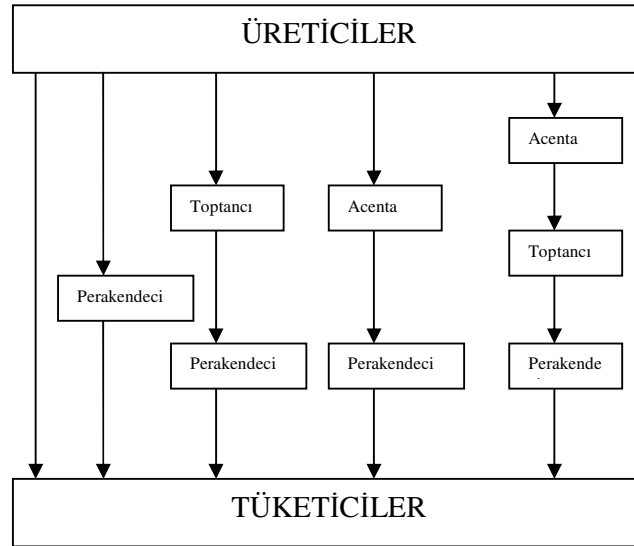 ÜRETİCİLER
Acenta
Toptancı
Acenta
Toptancı
Perakendeci
Perakendeci
Perakendeci
Perakende
TÜKETİCİLER